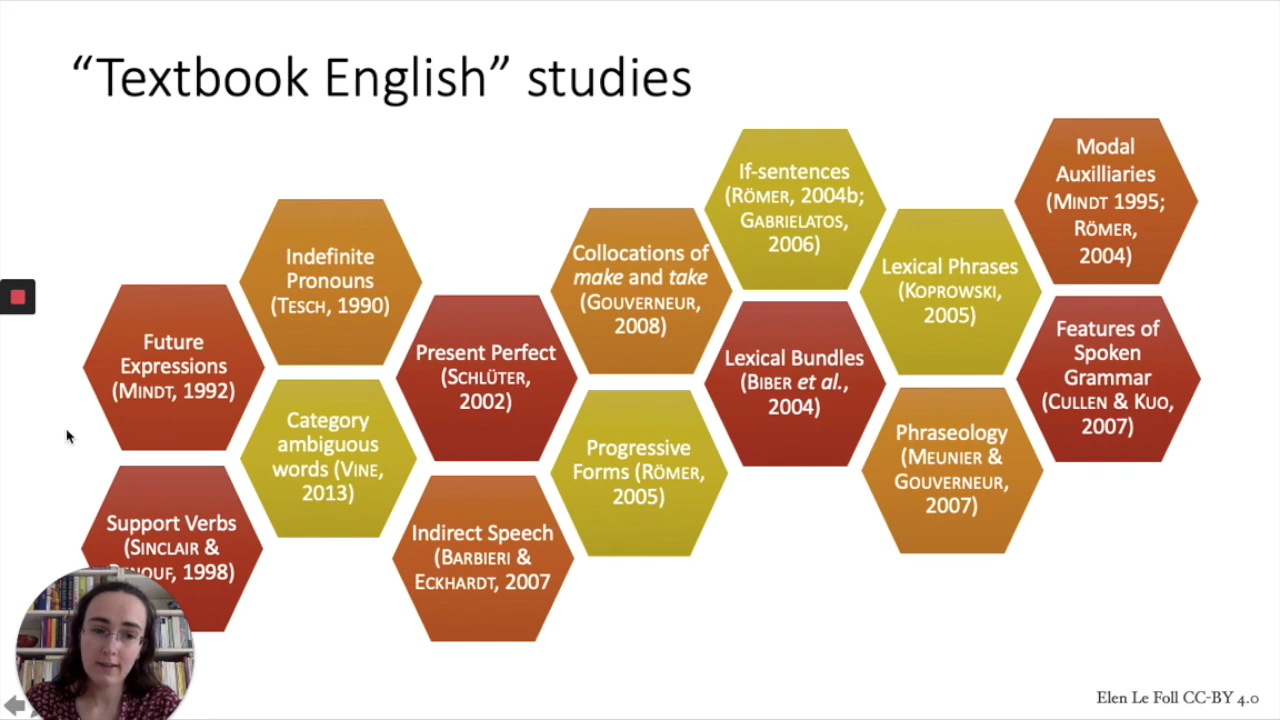 “Textbook English” studies
Future
Expressions
(MINDT, 1992)
Support Verbs
(SINCLAIR &
1998)
Indefinite
Pronouns
(TESCH, 1990)
Category
ambiguous
words (VINE,
2013)
Present Perfect
(SCHLÜTER,
2002)
Indirect Speech
(BARBIERI &
ECKHARDT, 2007
Collocations of
make and take
(GOUVERNEUR,
2008)
Progressive
Forms (RÖMER,
2005)
If-sentences
(RÖMER, 2004b;
GABRIELATOS,
2006)
Lexical Bundles
(BIBER et al.,
2004)
Lexical Phrases
(KOPROWSKI,
2005)
Phraseology
(MEUNIER &
GOUVERNEUR,
2007)
Modal
Auxilliaries
(MINDT 1995;
RÖMER,
2004)
Features of
Spoken
Grammar
(CULLEN & KUO,
2007)
Elen Le Foll CC-BY 4.0